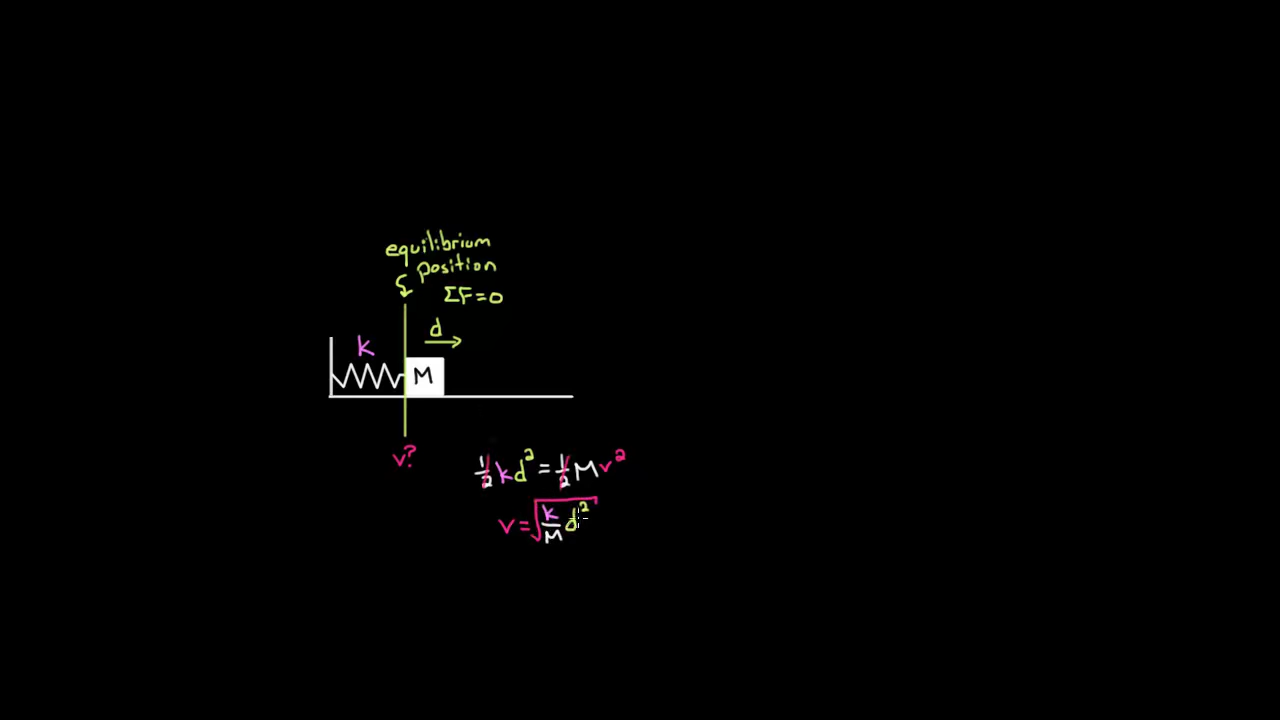 equilibrium
position
ΣF=0
d
k
M
v?
½kd²=½Mv²
v=√(k/M d²)